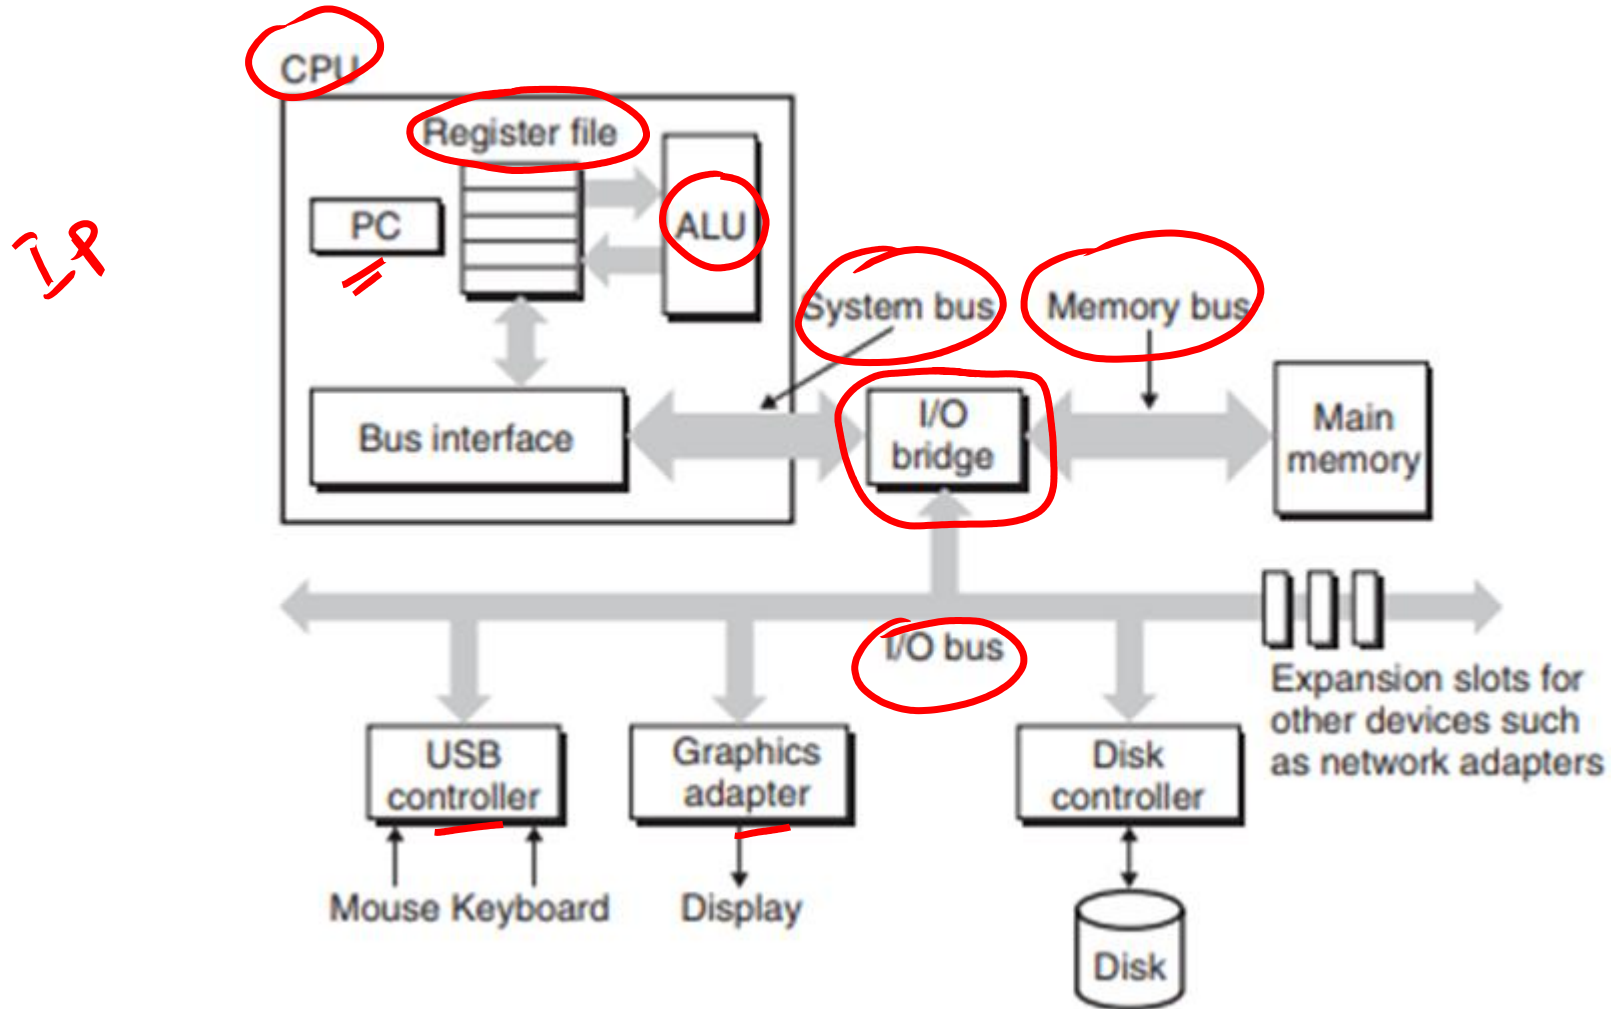 CPU
Register file
PC
ALU
IP
System bus
Memory bus
Bus interface
I/O
bridge
Main
memory
I/O bus
Expansion slots for
other devices such
as network adapters
USB
controller
Graphics
adapter
Disk
controller
Mouse Keyboard
Display
Disk